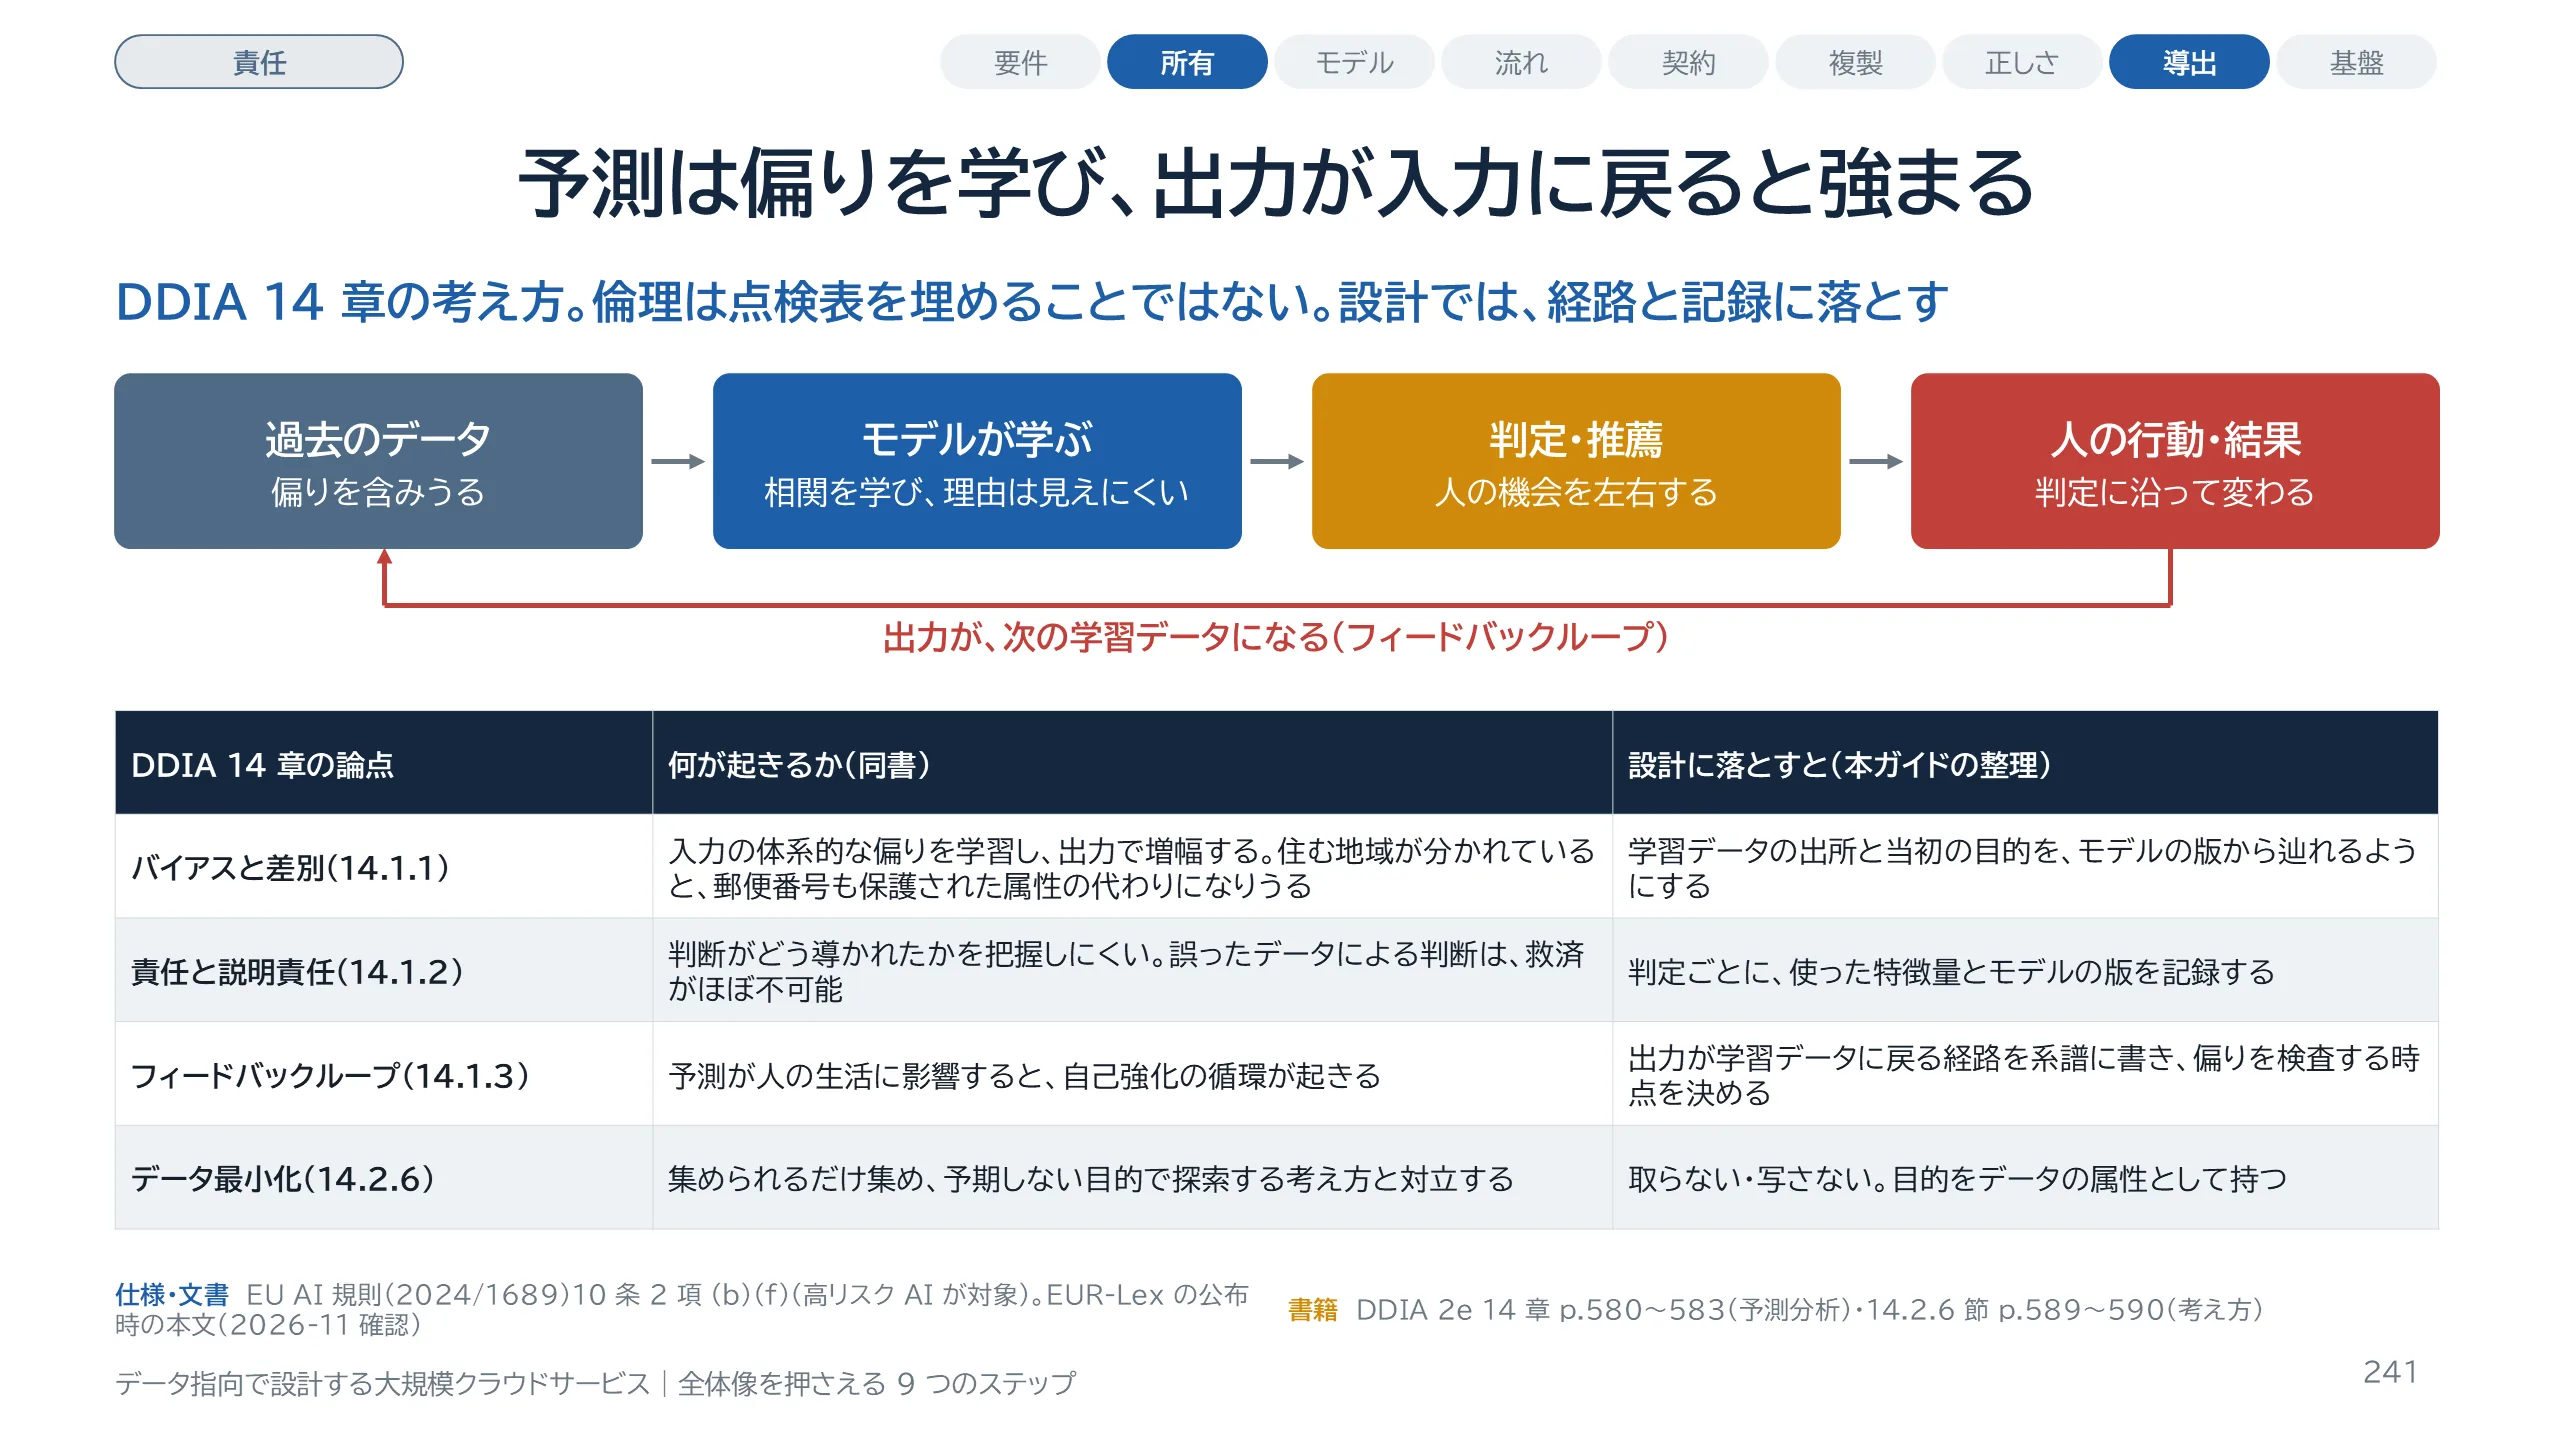 責任
要件
所有
モデル
流れ
契約
複製
正しさ
導出
基盤
予測は偏りを学び、出力が入力に戻ると強まる
DDIA 14 章の考え方。倫理は点検表を埋めることではない。設計では、経路と記録に落とす
過去のデータ
偏りを含みうる
モデルが学ぶ
相関を学び、理由は見えにくい
判定・推薦
人の機会を左右する
人の行動・結果
判定に沿って変わる
出力が、次の学習データになる（フィードバックループ）
DDIA 14 章の論点
何が起きるか（同書）
設計に落とすと（本ガイドの整理）
バイアスと差別（14.1.1）
入力の体系的な偏りを学習し、出力で増幅する。住む地域が分かれている
と、郵便番号も保護された属性の代わりになりうる
学習データの出所と当初の目的を、モデルの版から辿れるよう
にする
責任と説明責任（14.1.2）
判断がどう導かれたかを把握しにくい。誤ったデータによる判断は、救済
がほぼ不可能
判定ごとに、使った特徴量とモデルの版を記録する
フィードバックループ（14.1.3）
予測が人の生活に影響すると、自己強化の循環が起きる
出力が学習データに戻る経路を系譜に書き、偏りを検査する時
点を決める
データ最小化（14.2.6）
集められるだけ集め、予期しない目的で探索する考え方と対立する
取らない・写さない。目的をデータの属性として持つ
仕様・文書 EU AI 規則（2024/1689）10 条 2 項 (b)(f)（高リスク AI が対象）。EUR-Lex の公布
時の本文（2026-11 確認）
書籍 DDIA 2e 14 章 p.580～583（予測分析）・14.2.6 節 p.589～590（考え方）
データ指向で設計する大規模クラウドサービス｜全体像を押さえる 9 つのステップ
241